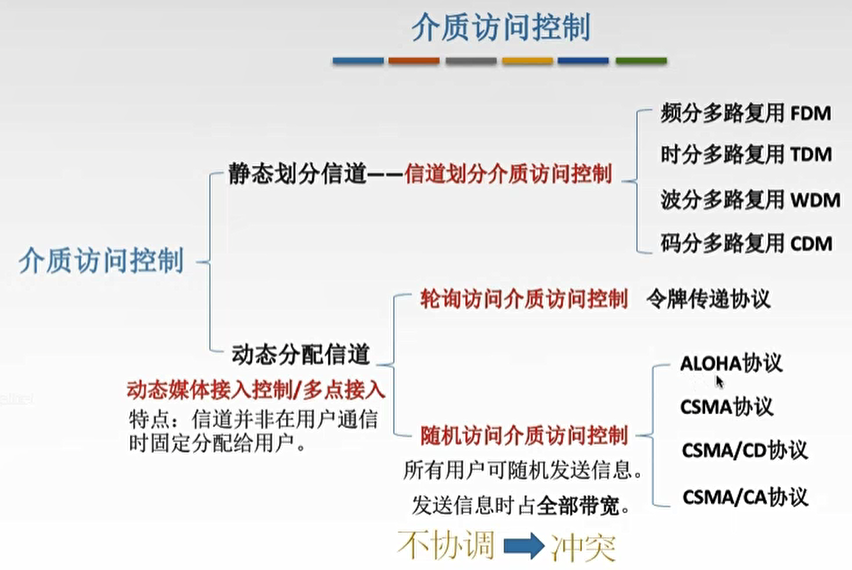 介质访问控制
频分多路复用 FDM
时分多路复用 TDM
静态划分信道——信道划分介质访问控制
波分多路复用 WDM
码分多路复用 CDM
介质访问控制
轮询访问介质访问控制 令牌传递协议
动态分配信道
动态媒体接入控制/多点接入
特点：信道并非在用户通信
时固定分配给用户。
ALOHA协议
CSMA协议
随机访问介质访问控制
CSMA/CD协议
所有用户可随机发送信息。
CSMA/CA协议
发送信息时占全部带宽。
不协调 冲突